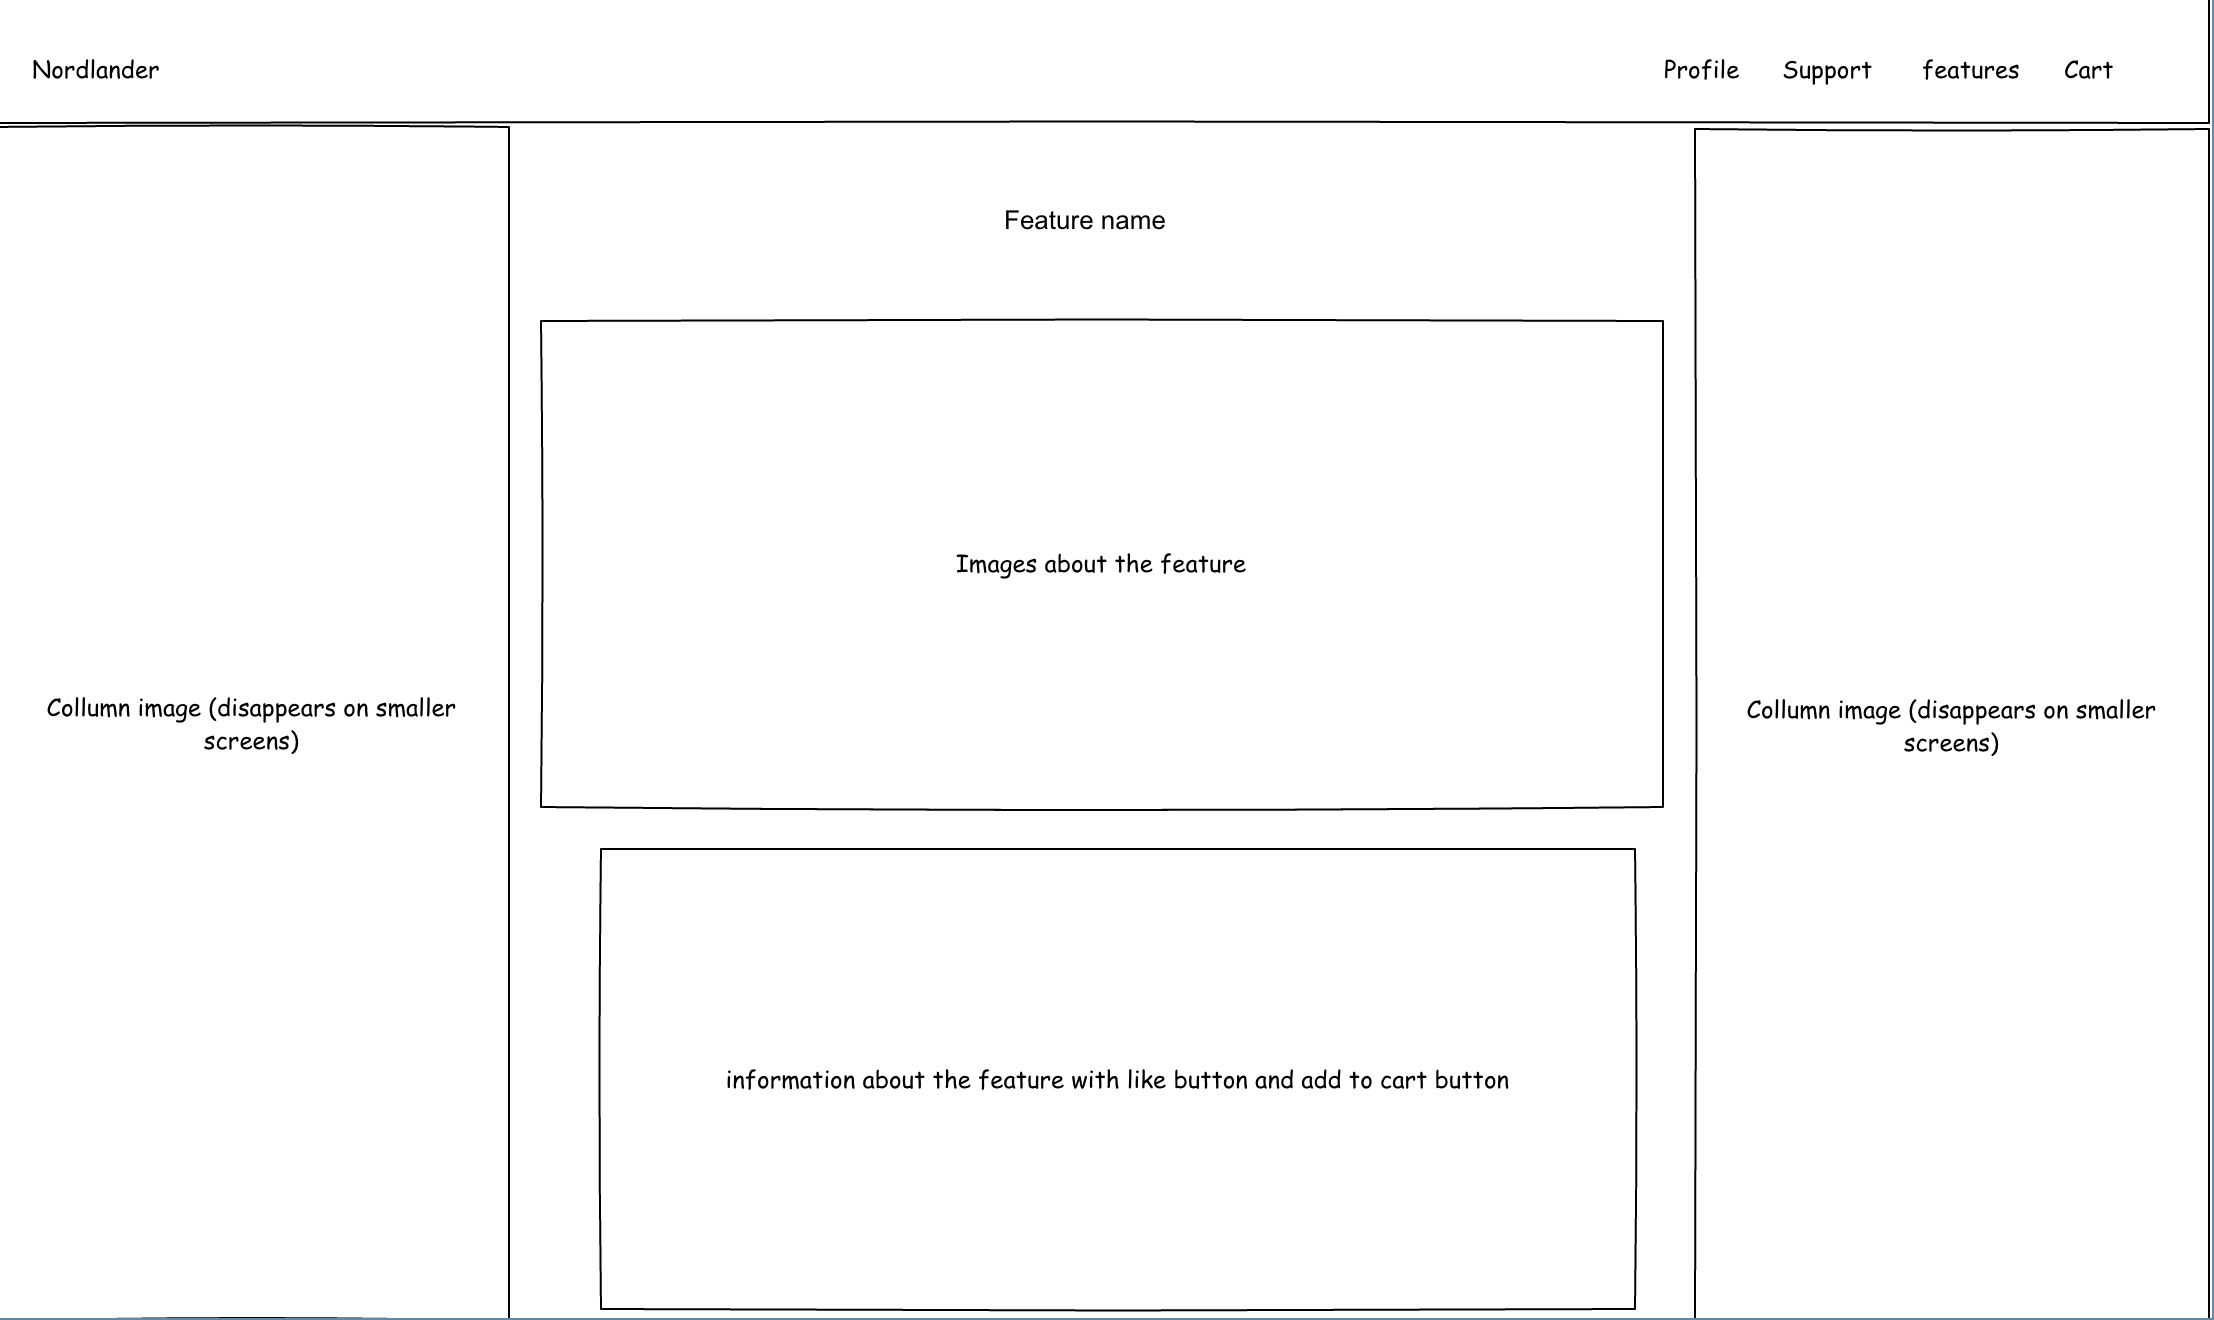 Nordlander
Profile Support features Cart
Feature name
Images about the feature
Collumn image (disappears on smaller
screens)
Collumn image (disappears on smaller
screens)
information about the feature with like button and add to cart button